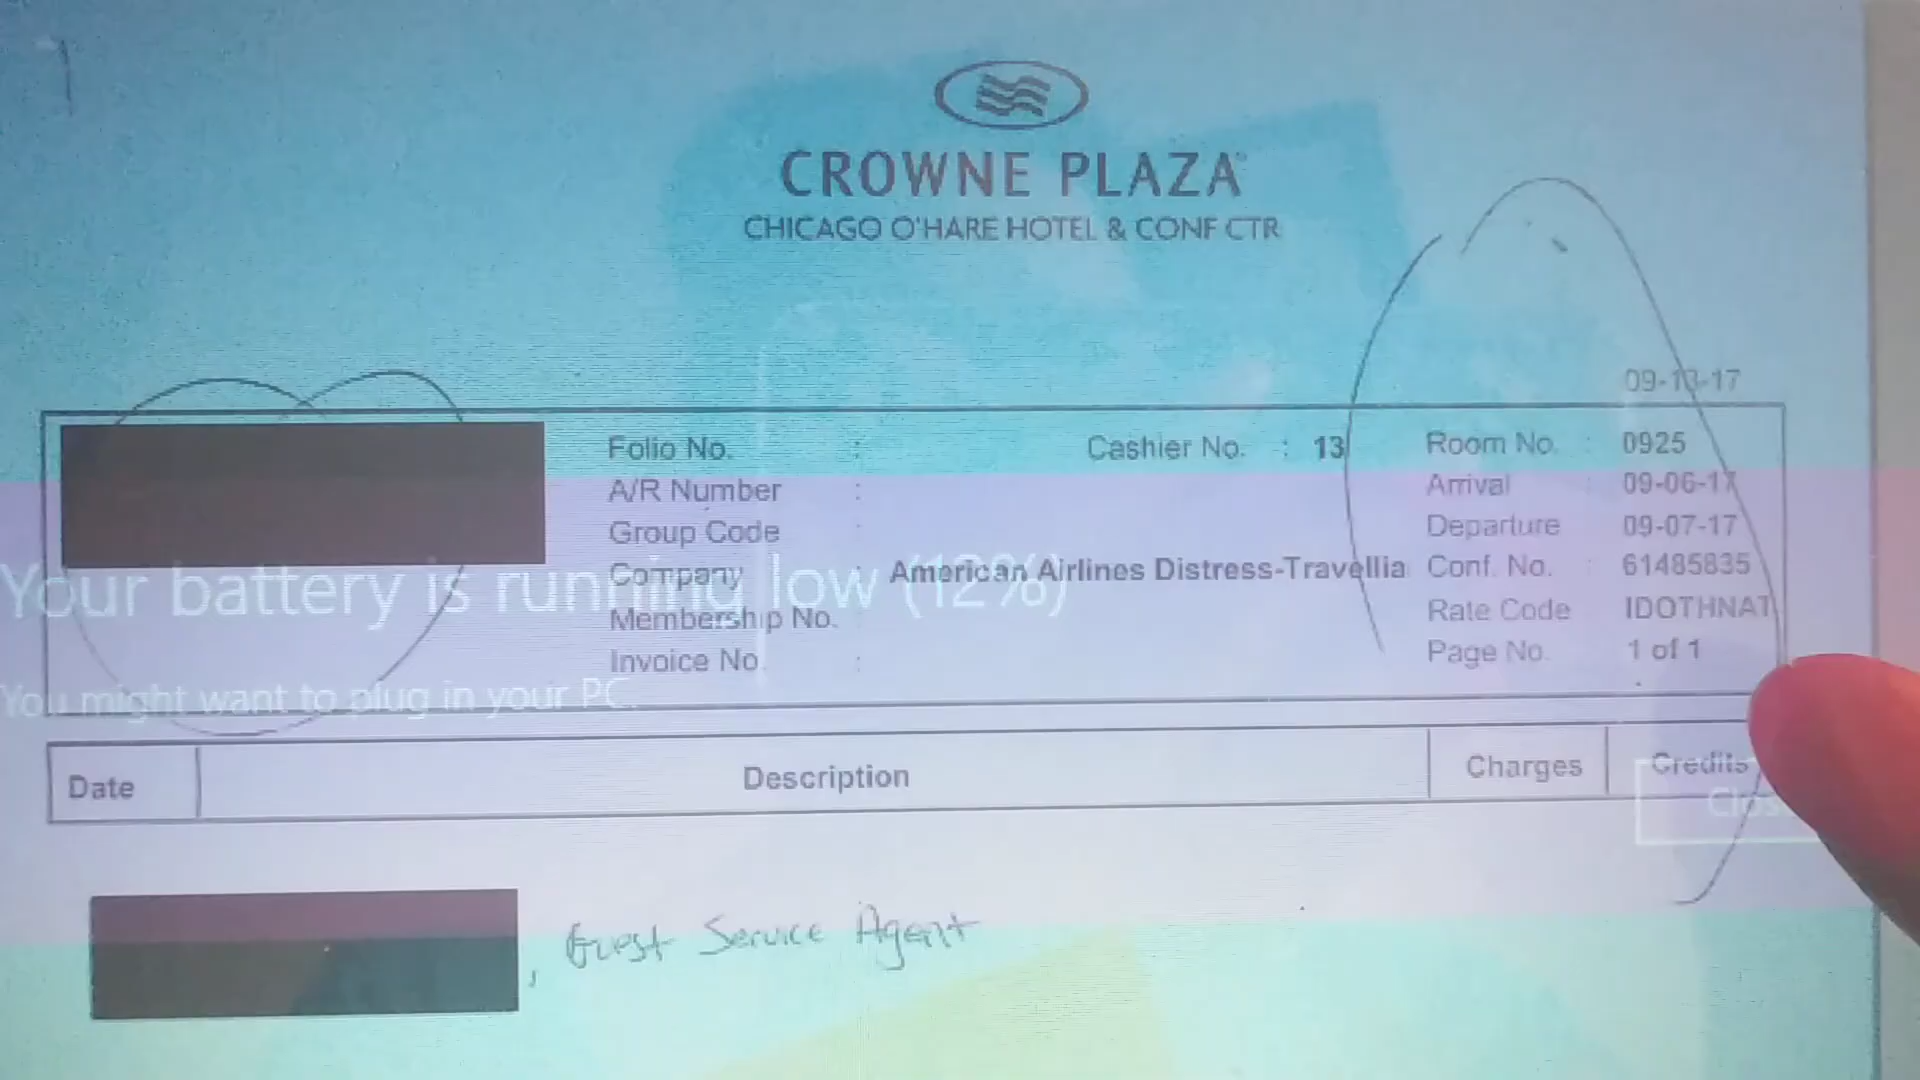 CROWNE PLAZA
CHICAGO O'HARE HOTEL & CONF CTR
09-13-17
Folio No. :
Cashier No. : 13
Room No. : 0925
A/R Number :
Arrival : 09-06-17
Group Code :
Departure : 09-07-17
Company : American Airlines Distress-Travellia
Conf. No. : 61485835
Your battery is running low (12%)
Membership No. :
Rate Code IDOTHNAT
Invoice No. :
Page No. 1 of 1
You might want to plug in your PC.
Date Description Charges Credits
Close
, Guest Service Agent